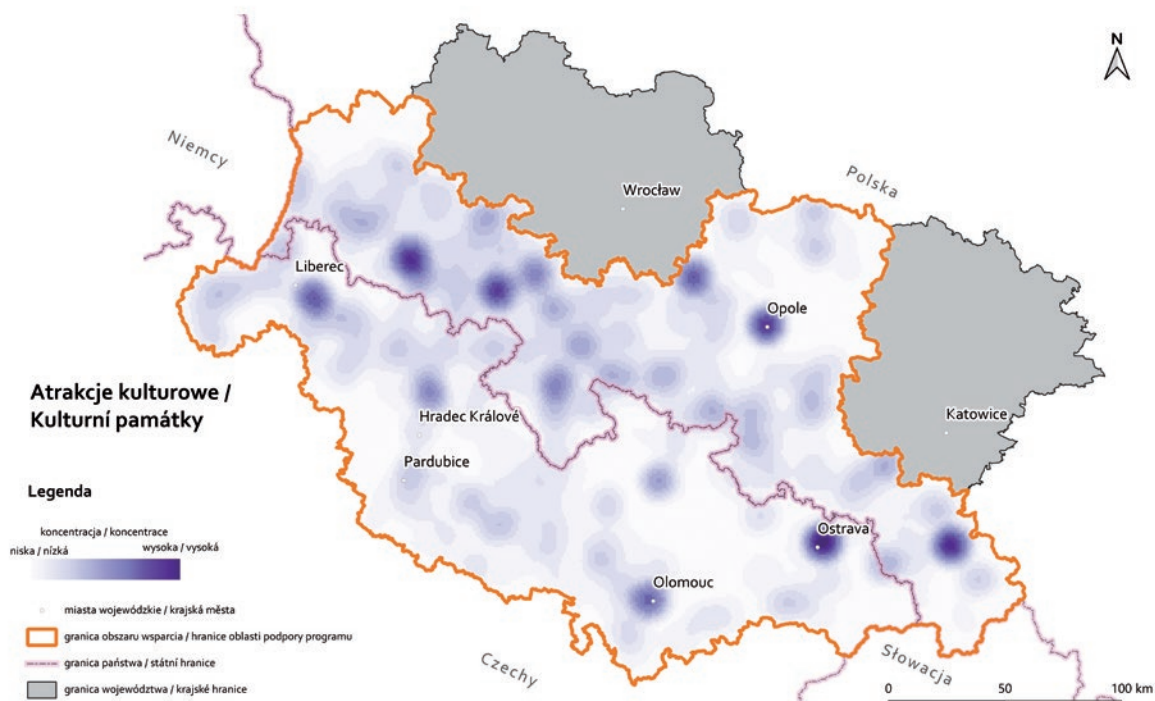 N
Niemcy
Polska
Wrocław
Liberec
Opole
Atrakcje kulturowe /
Kulturní památky
Hradec Králové
Katowice
Pardubice
Legenda
koncentracja / koncentrace
niska / nízká
wysoka / vysoká
Ostrava
Olomouc
miasta wojewódzkie / krajská města
granica obszaru wsparcia / hranice oblasti podpory programu
granica państwa / státní hranice
granica województwa / krajské hranice
Czechy
Słowacja
0 50 100 km